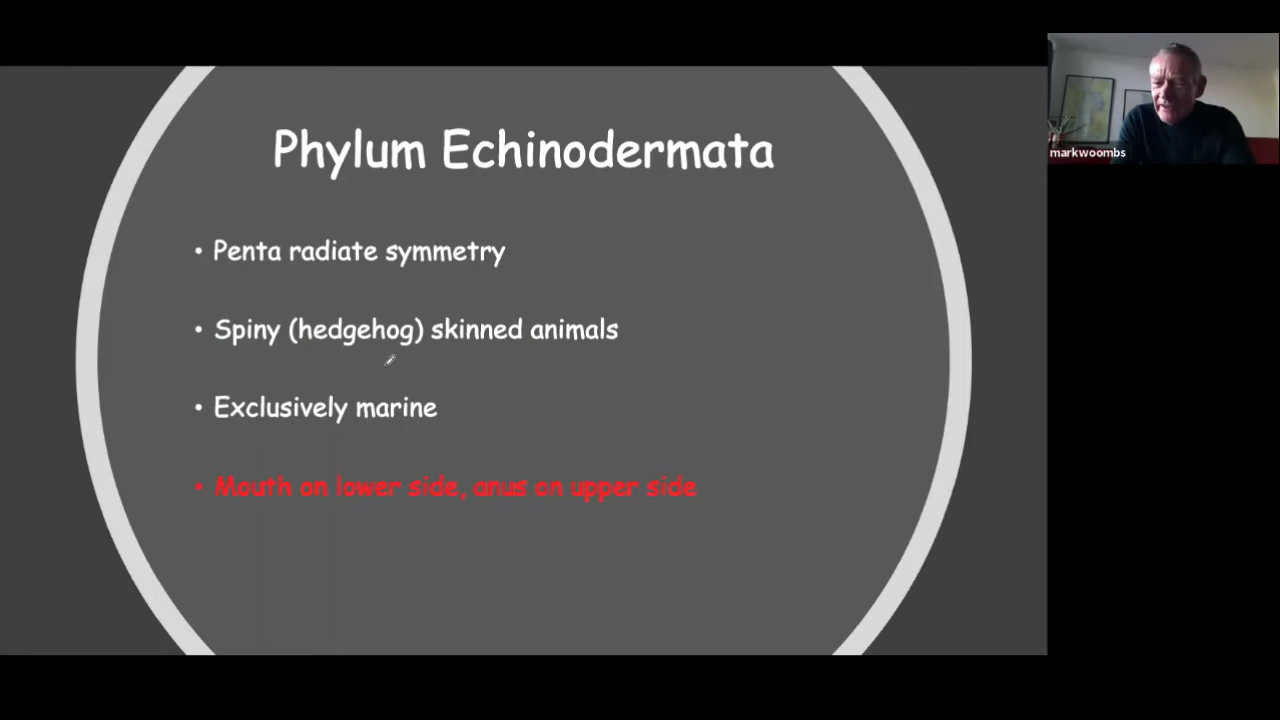 Phylum Echinodermata
• Penta radiate symmetry
• Spiny (hedgehog) skinned animals
• Exclusively marine
• Mouth on lower side, anus on upper side
markwoombs